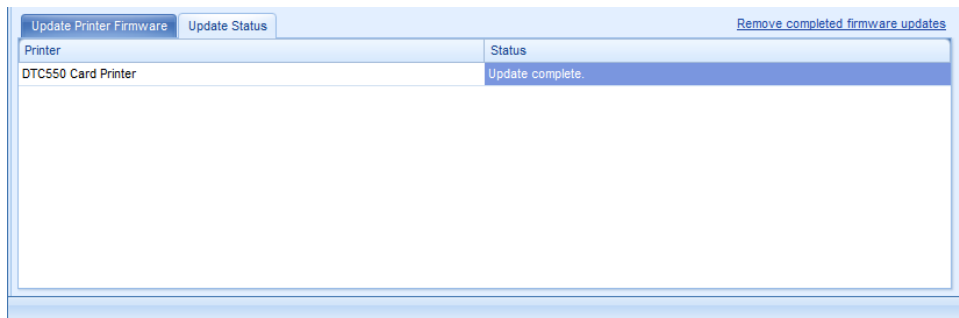 Update Printer Firmware Update Status Remove completed firmware updates
Printer Status
DTC550 Card Printer Update complete.